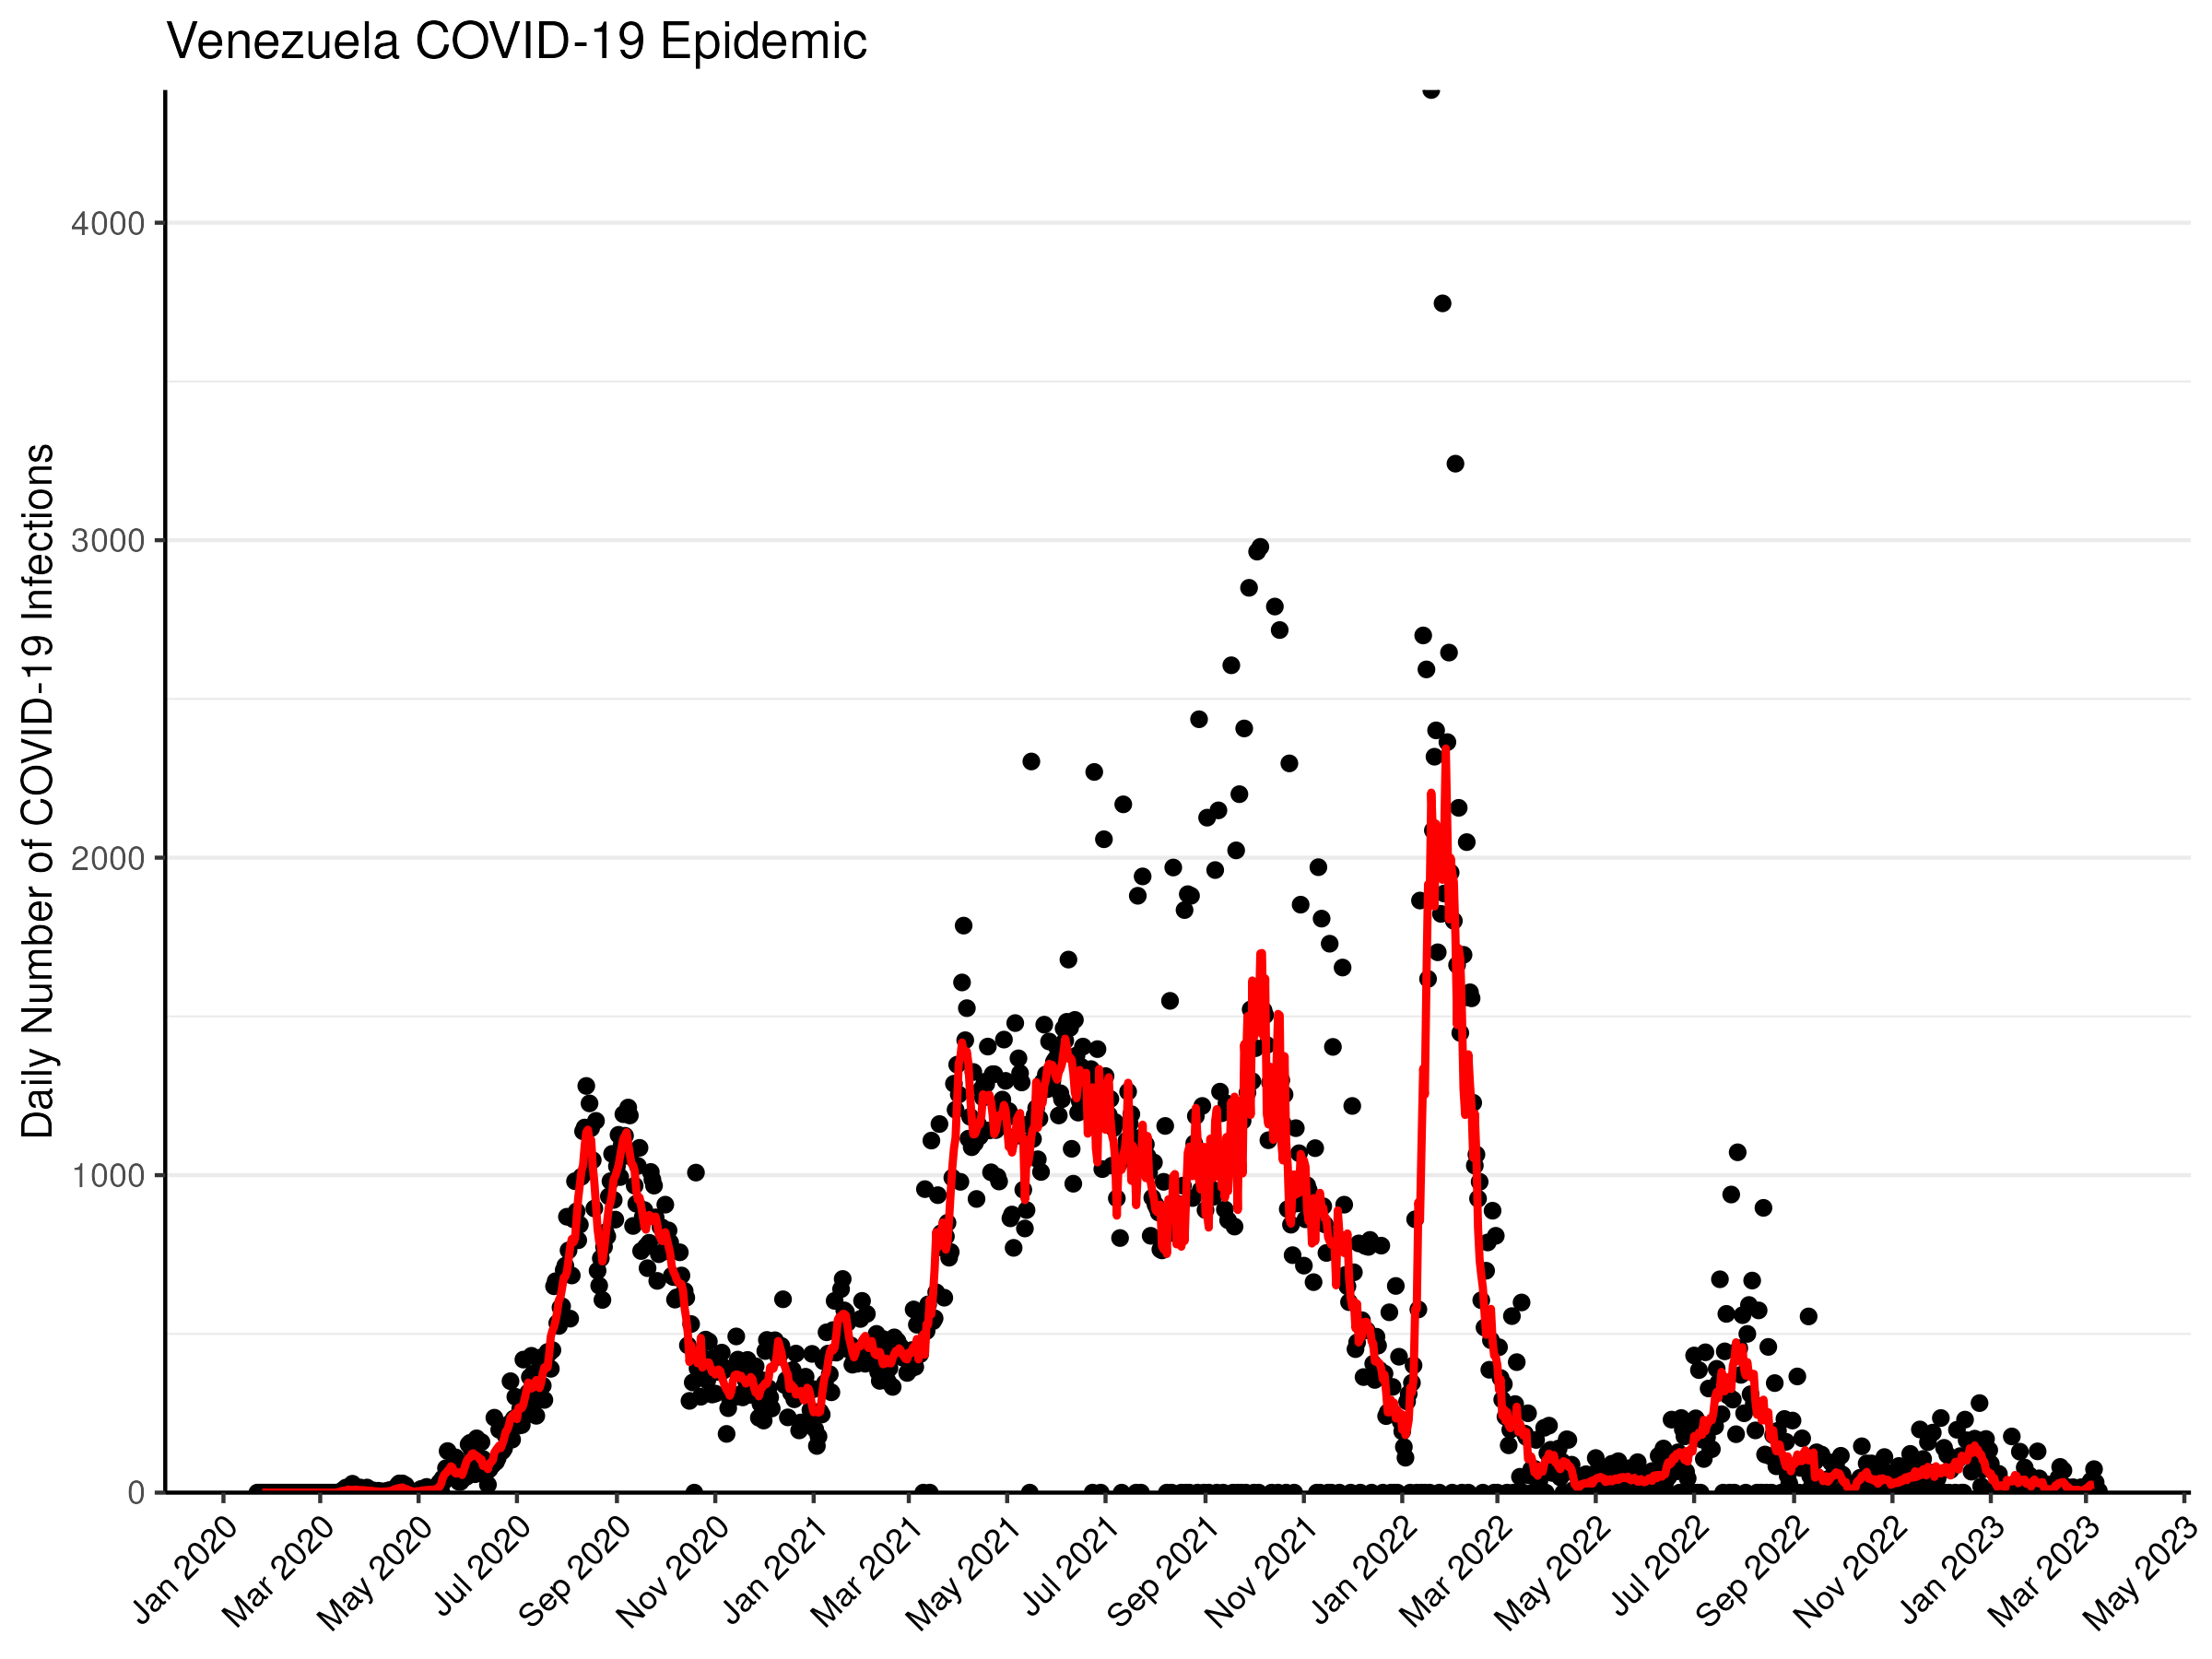 Venezuela COVID-19 Epidemic
Daily Number of COVID-19 Infections
4000
3000
2000
1000
0
Jan 2020
Mar 2020
May 2020
Jul 2020
Sep 2020
Nov 2020
Jan 2021
Mar 2021
May 2021
Jul 2021
Sep 2021
Nov 2021
Jan 2022
Mar 2022
May 2022
Jul 2022
Sep 2022
Nov 2022
Jan 2023
Mar 2023
May 2023